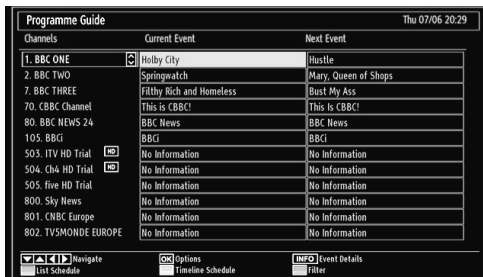 Programme Guide Thu 07/06 20:29
Channels Current Event Next Event
1. BBC ONE Holby City Hustle
2. BBC TWO Springwatch Mary, Queen of Shops
7. BBC THREE Filthy Rich and Homeless Bust My Ass
70. CBBC Channel This is CBBC! This Is CBBC!
80. BBC NEWS 24 BBC News BBC News
105. BBCi BBCi BBCi
503. ITV HD Trial HD No Information No Information
504. Ch4 HD Trial HD No Information No Information
505. five HD Trial No Information No Information
800. Sky News No Information No Information
801. CNBC Europe No Information No Information
802. TV5MONDE EUROPE No Information No Information
Navigate OK Options INFO Event Details
List Schedule Timeline Schedule Filter